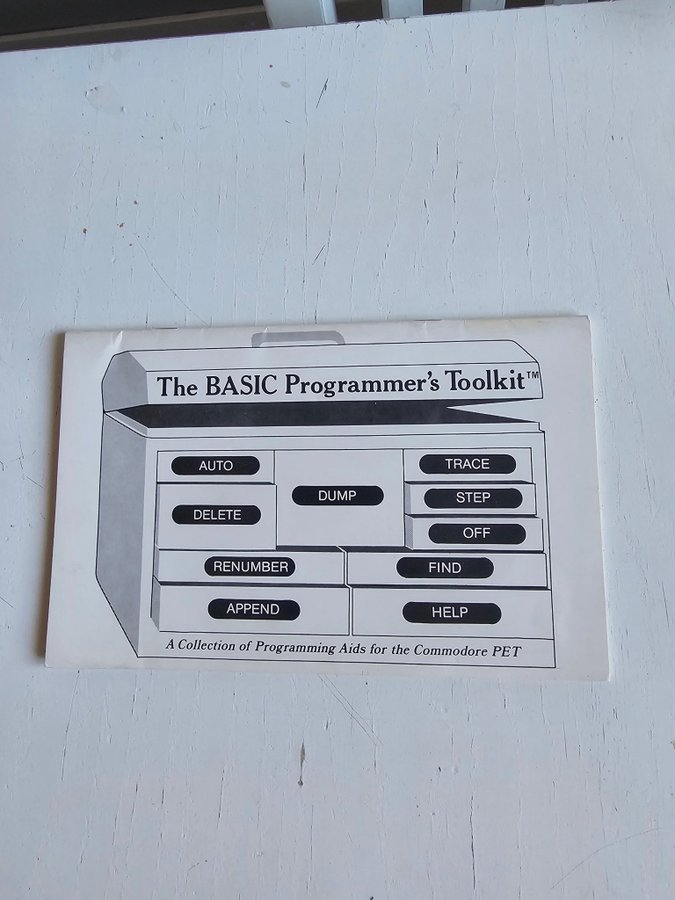 The BASIC Programmer's Toolkit™
AUTO
DELETE
DUMP
TRACE
STEP
OFF
RENUMBER
FIND
APPEND
HELP
A Collection of Programming Aids for the Commodore PET